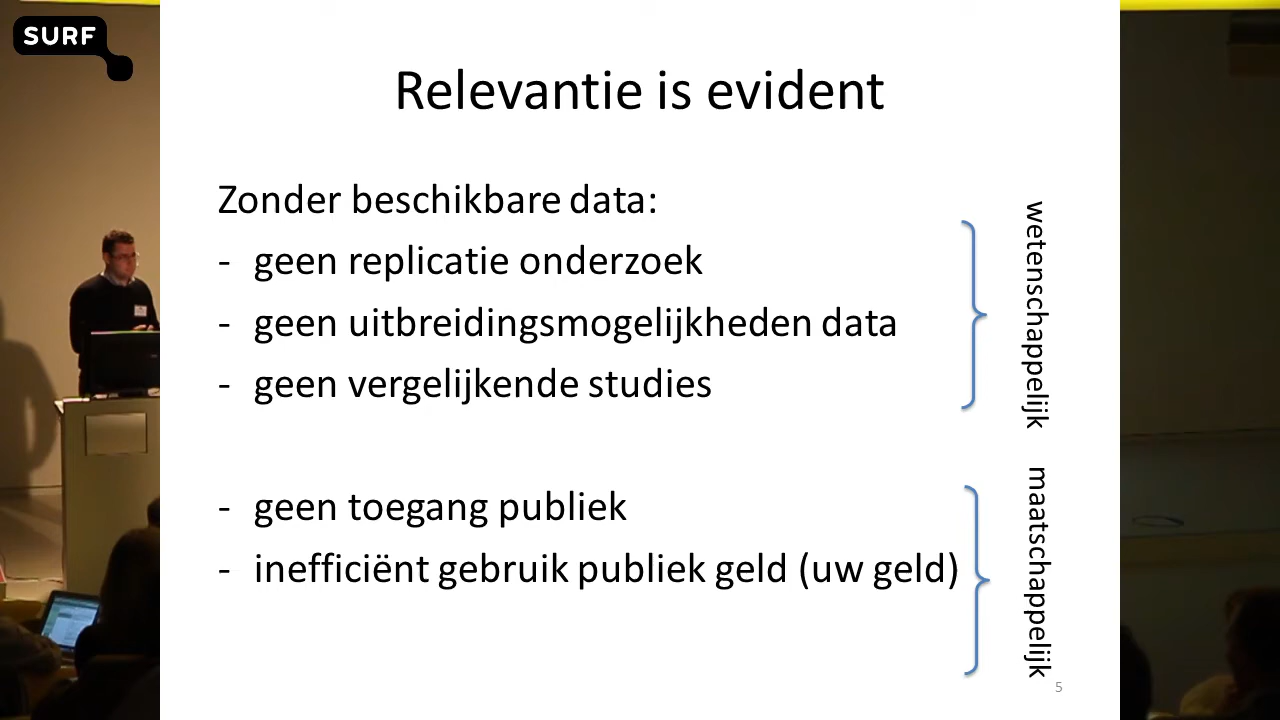 SURF
Relevantie is evident
Zonder beschikbare data:
- geen replicatie onderzoek
- geen uitbreidingsmogelijkheden data
- geen vergelijkende studies
wetenschappelijk
- geen toegang publiek
- inefficiënt gebruik publiek geld (uw geld)
maatschappelijk
5